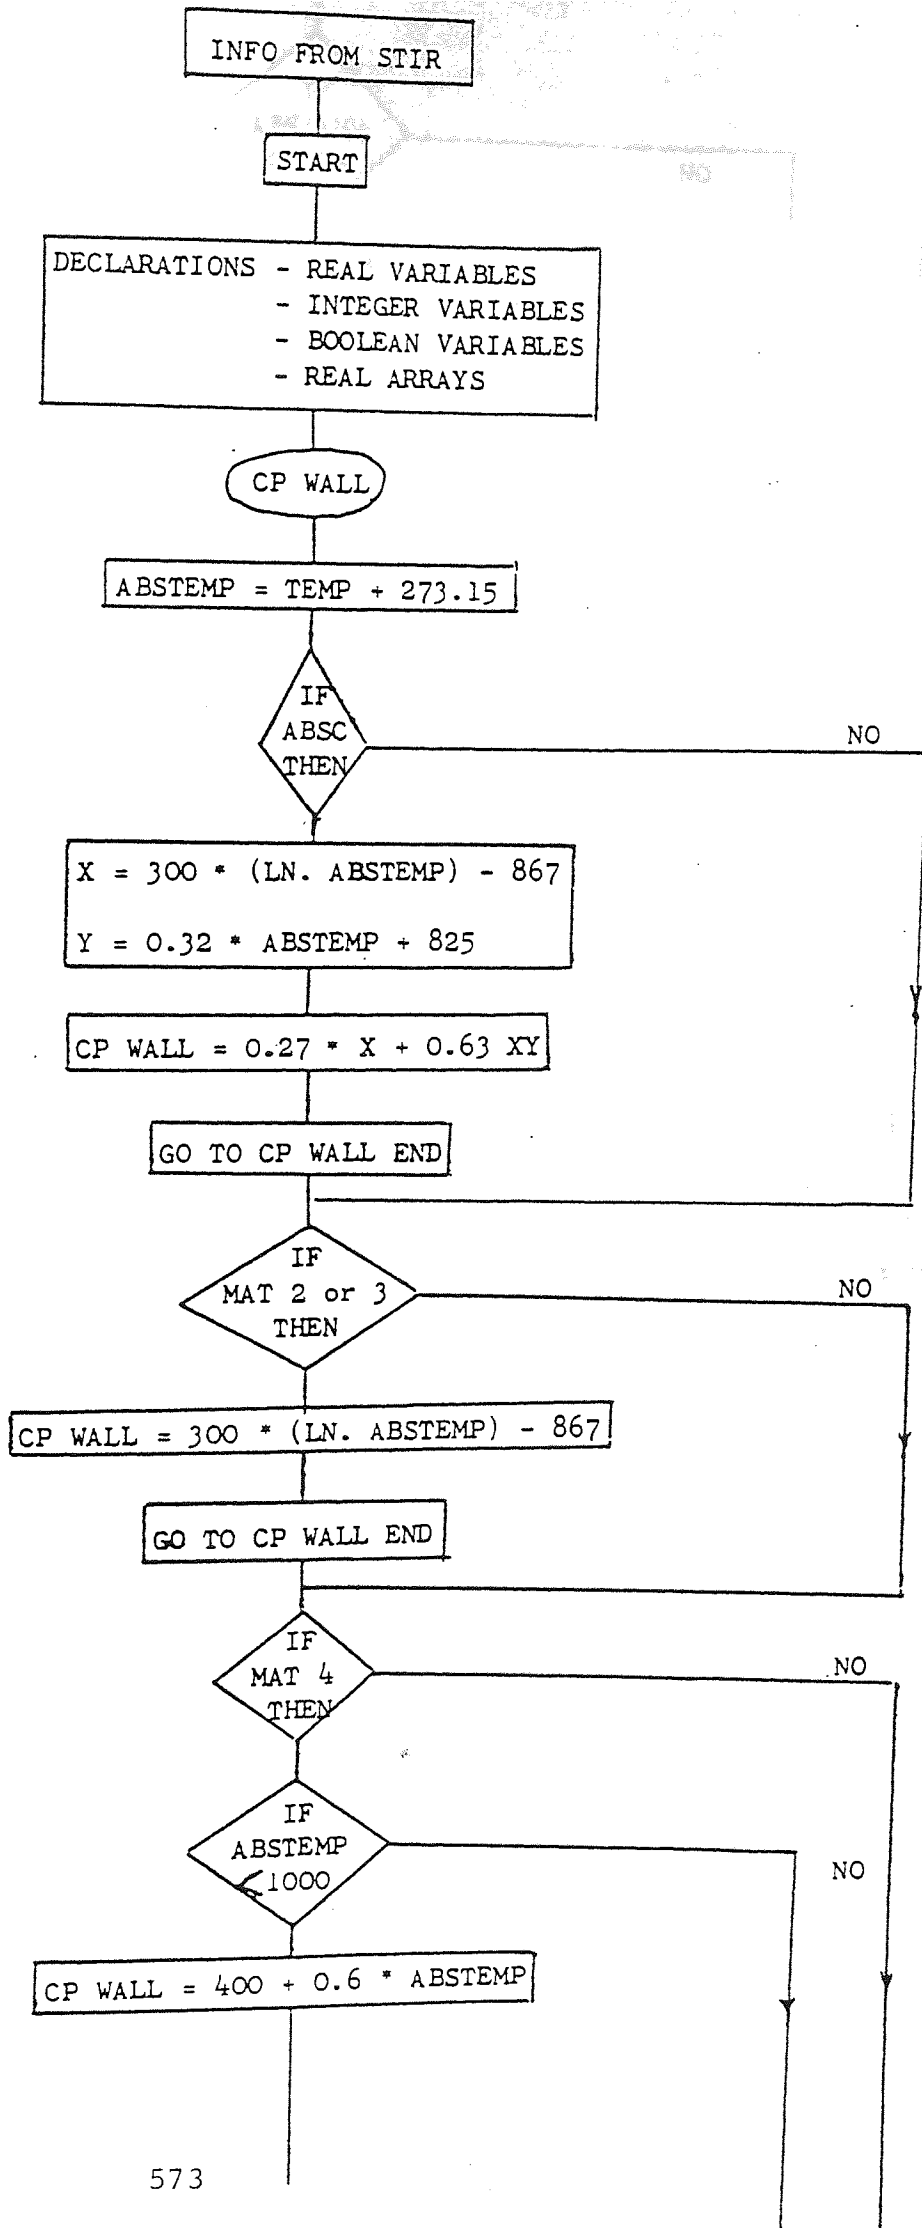 INFO FROM STIR
START
DECLARATIONS - REAL VARIABLES
- INTEGER VARIABLES
- BOOLEAN VARIABLES
- REAL ARRAYS
CP WALL
ABSTEMP = TEMP + 273.15
IF
ABSC
THEN
NO
X = 300 * (LN. ABSTEMP) - 867
Y = 0.32 * ABSTEMP + 825
CP WALL = 0.27 * X + 0.63 XY
GO TO CP WALL END
IF
MAT 2 or 3
THEN
NO
CP WALL = 300 * (LN. ABSTEMP) - 867
GO TO CP WALL END
IF
MAT 4
THEN
NO
IF
ABSTEMP
< 1000
NO
CP WALL = 400 + 0.6 * ABSTEMP
573